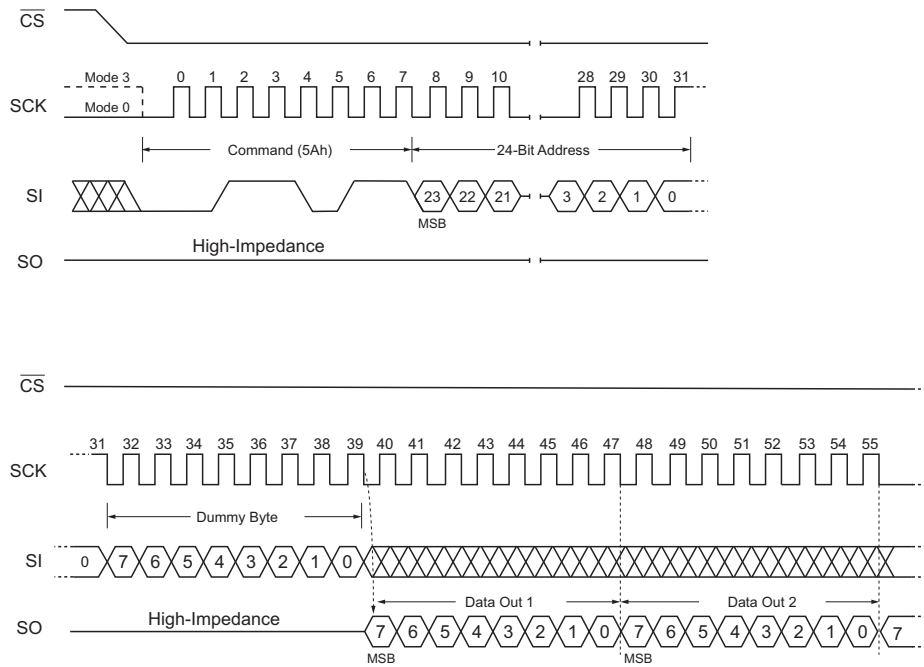 CS
Mode 3
0 1 2 3 4 5 6 7 8 9 10 28 29 30 31
SCK
Mode 0
Command (5Ah) 24-Bit Address
SI
23 22 21 3 2 1 0
MSB
High-Impedance
SO
CS
31 32 33 34 35 36 37 38 39 40 41 42 43 44 45 46 47 48 49 50 51 52 53 54 55
SCK
Dummy Byte
SI
0 7 6 5 4 3 2 1 0
Data Out 1 Data Out 2
High-Impedance
SO
7 6 5 4 3 2 1 0 7 6 5 4 3 2 1 0 7
MSB MSB